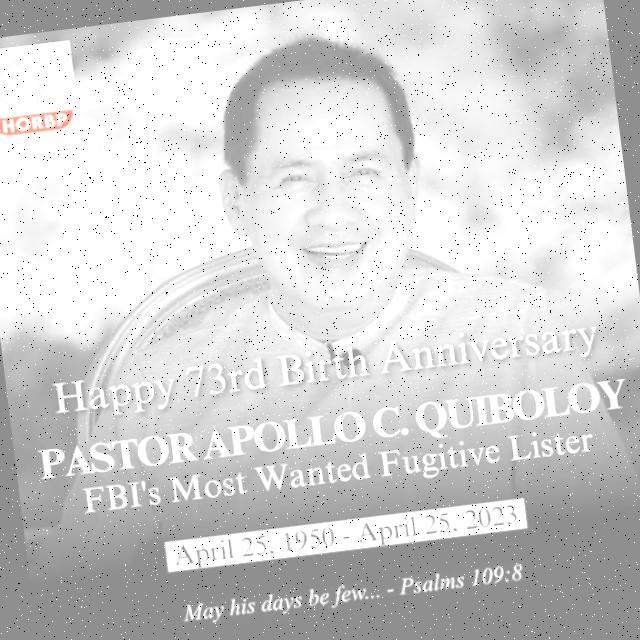 HORBP
Happy 73rd Birth Anniversary
PASTOR APOLLO C. QUIBOLOY
FBI's Most Wanted Fugitive Lister
April 25, 1950 - April 25, 2023
May his days be few... - Psalms 109:8